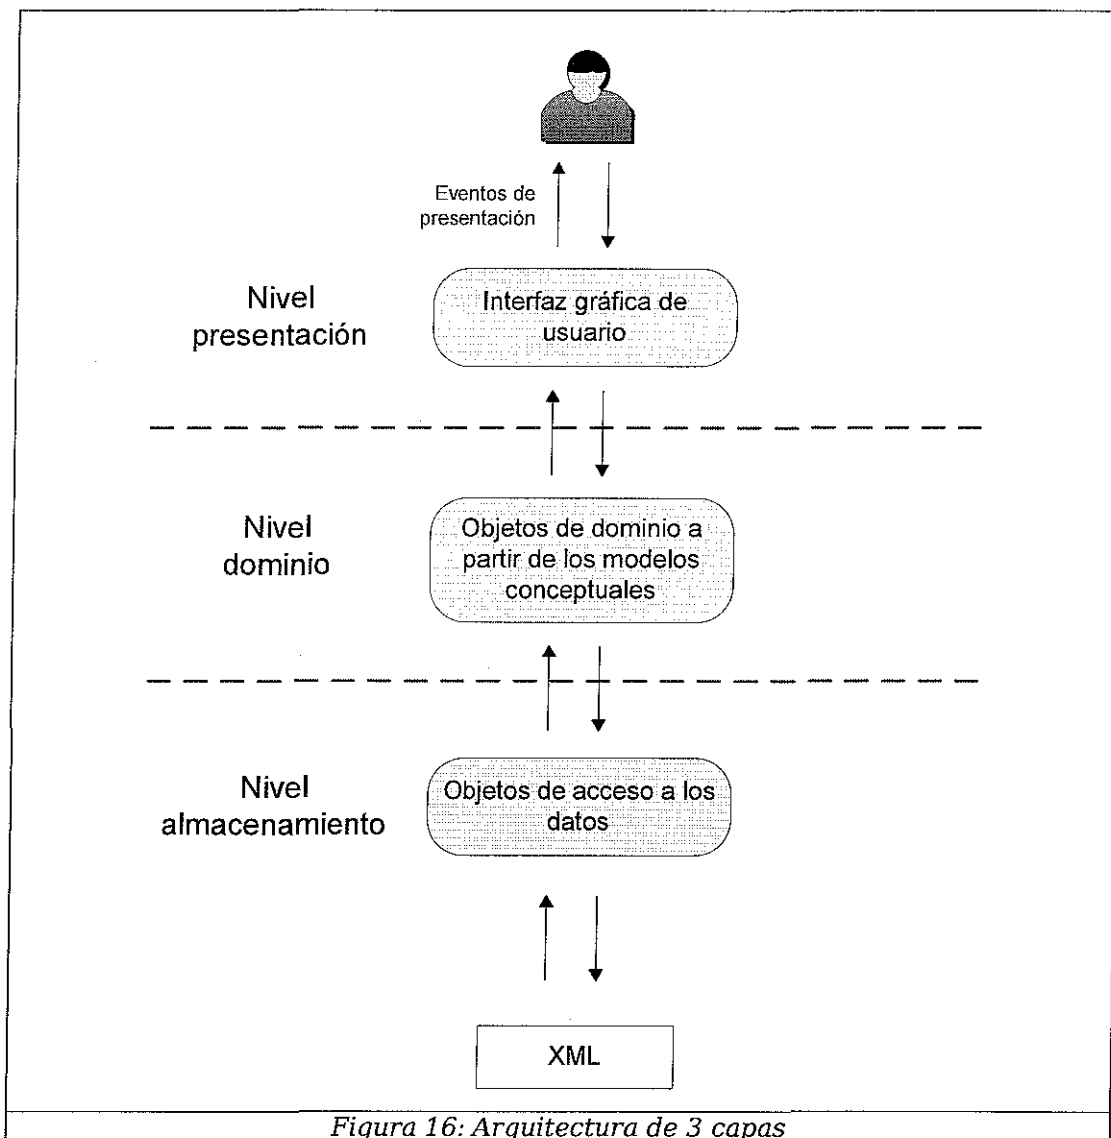 Eventos de
presentación
Nivel
presentación
Interfaz gráfica de
usuario
Nivel
dominio
Objetos de dominio a
partir de los modelos
conceptuales
Nivel
almacenamiento
Objetos de acceso a los
datos
XML
Figura 16: Arquitectura de 3 capas